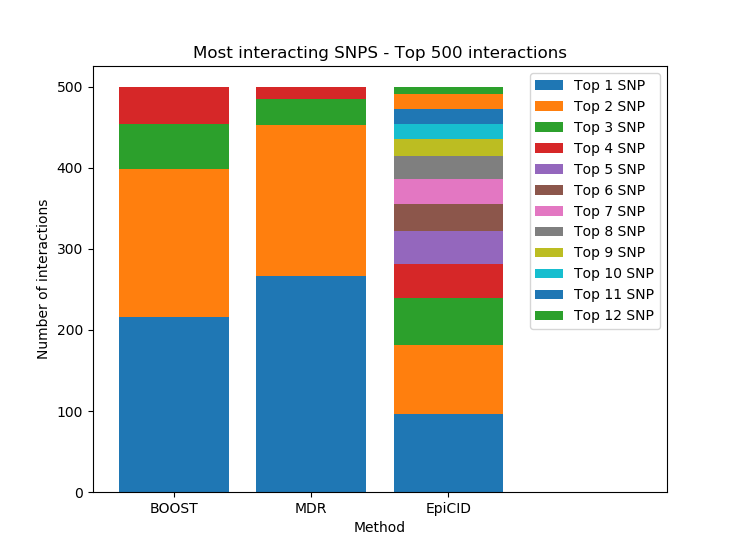 Most interacting SNPS - Top 500 interactions
500
400
300
200
100
0
Number of interactions
BOOST
MDR
EpiCID
Method
Top 1 SNP
Top 2 SNP
Top 3 SNP
Top 4 SNP
Top 5 SNP
Top 6 SNP
Top 7 SNP
Top 8 SNP
Top 9 SNP
Top 10 SNP
Top 11 SNP
Top 12 SNP